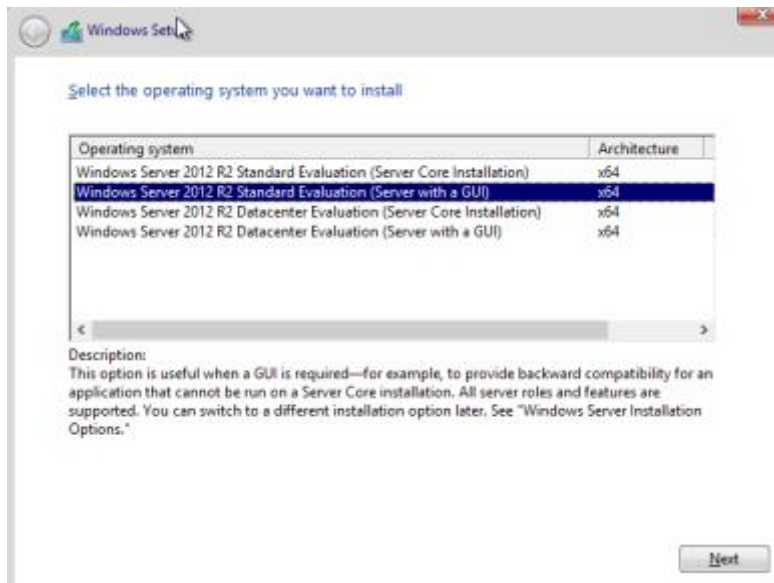 Windows Setup
Select the operating system you want to install
Operating system Architecture
Windows Server 2012 R2 Standard Evaluation (Server Core Installation) x64
Windows Server 2012 R2 Standard Evaluation (Server with a GUI) x64
Windows Server 2012 R2 Datacenter Evaluation (Server Core Installation) x64
Windows Server 2012 R2 Datacenter Evaluation (Server with a GUI) x64
Description:
This option is useful when a GUI is required—for example, to provide backward compatibility for an
application that cannot be run on a Server Core installation. All server roles and features are
supported. You can switch to a different installation option later. See "Windows Server Installation
Options."
Next